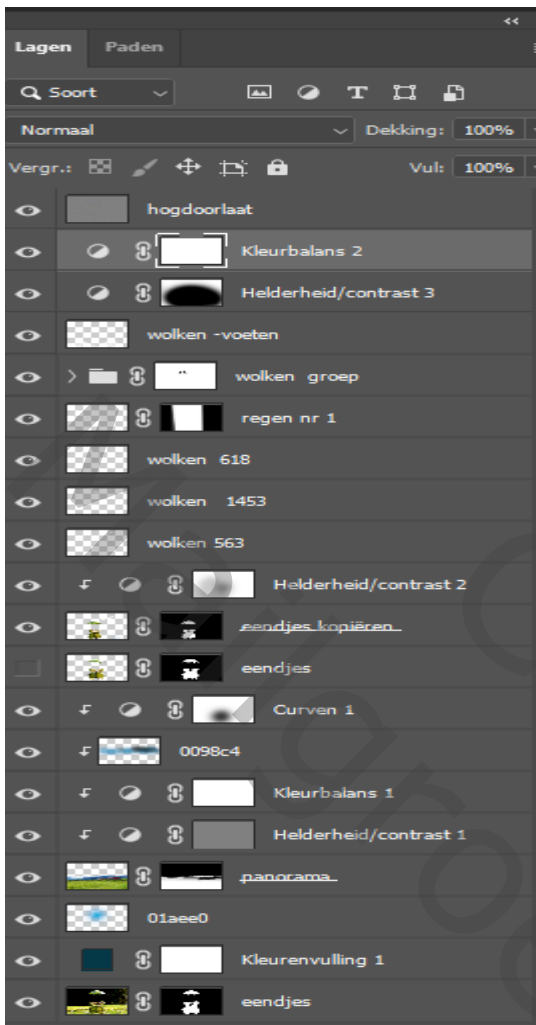 Lagen Paden
Soort
Normaal Dekking: 100%
Vergr.: Vul: 100%
hogdoorlaat
Kleurbalans 2
Helderheid/contrast 3
wolken -voeten
wolken groep
regen nr 1
wolken 618
wolken 1453
wolken 563
Helderheid/contrast 2
eendjes kopiëren
eendjes
Curven 1
0098c4
Kleurbalans 1
Helderheid/contrast 1
panorama
01aee0
Kleurenvulling 1
eendjes